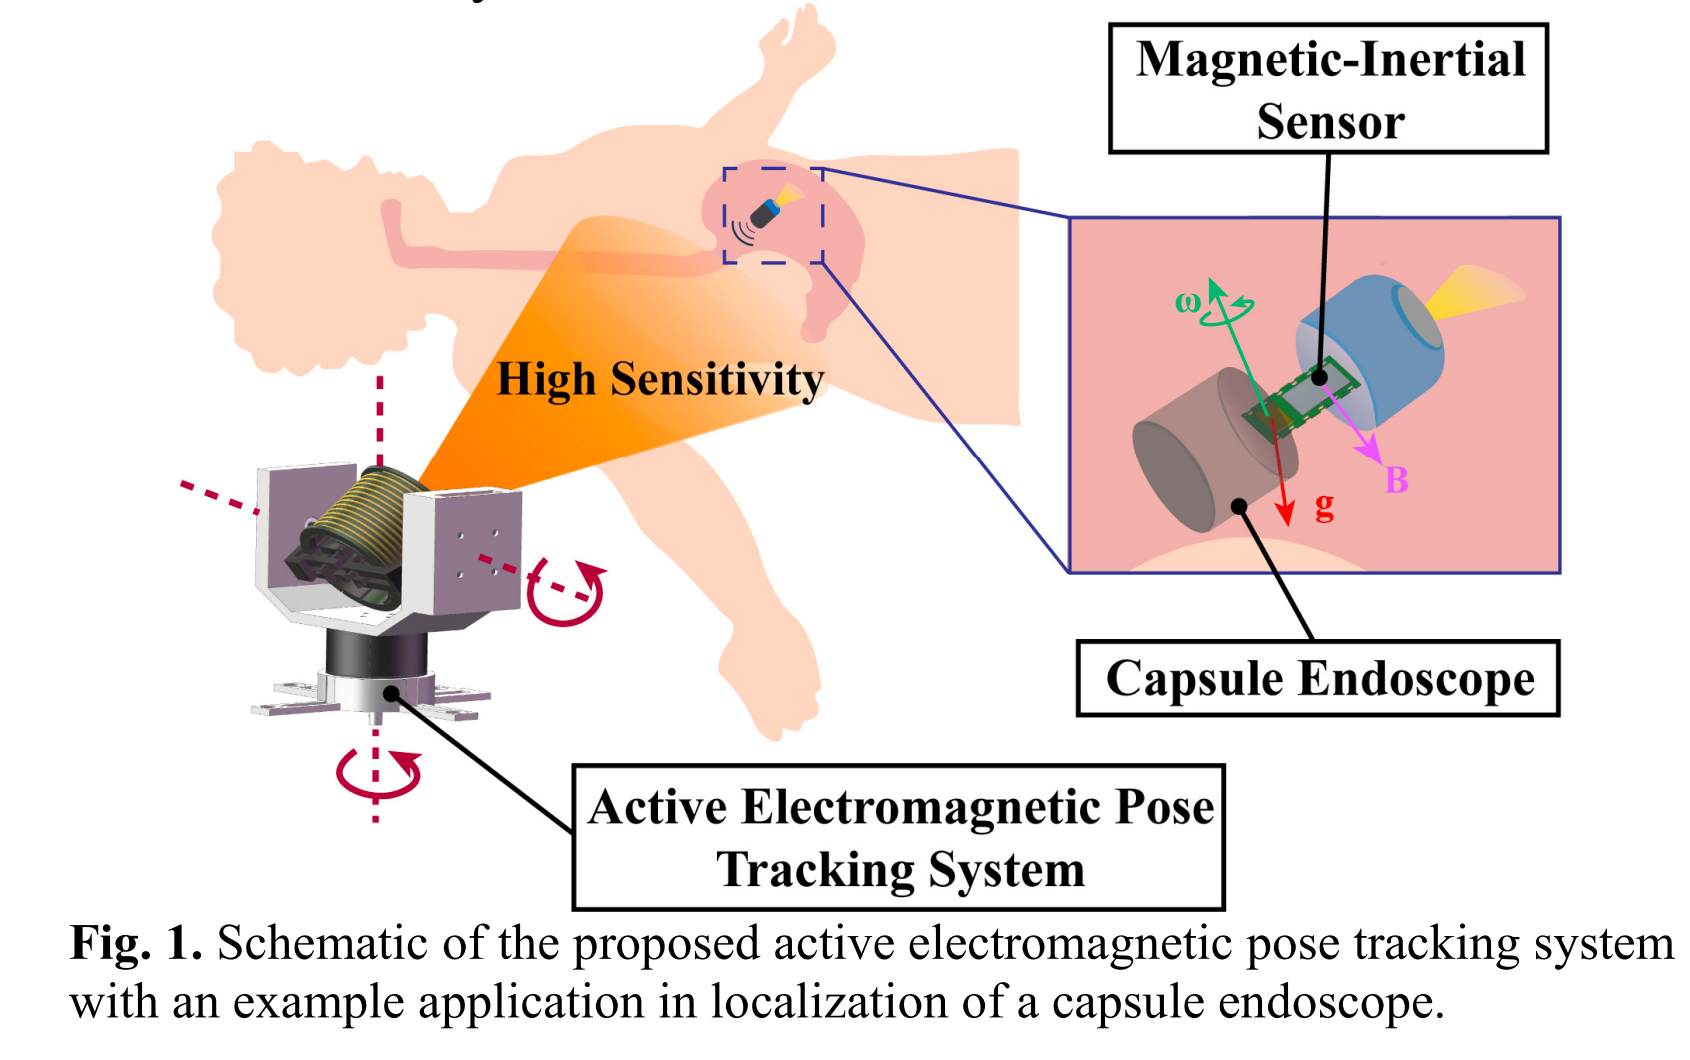 Magnetic-Inertial
Sensor
High Sensitivity
ω
B
g
Capsule Endoscope
Active Electromagnetic Pose
Tracking System
Fig. 1. Schematic of the proposed active electromagnetic pose tracking system
with an example application in localization of a capsule endoscope.